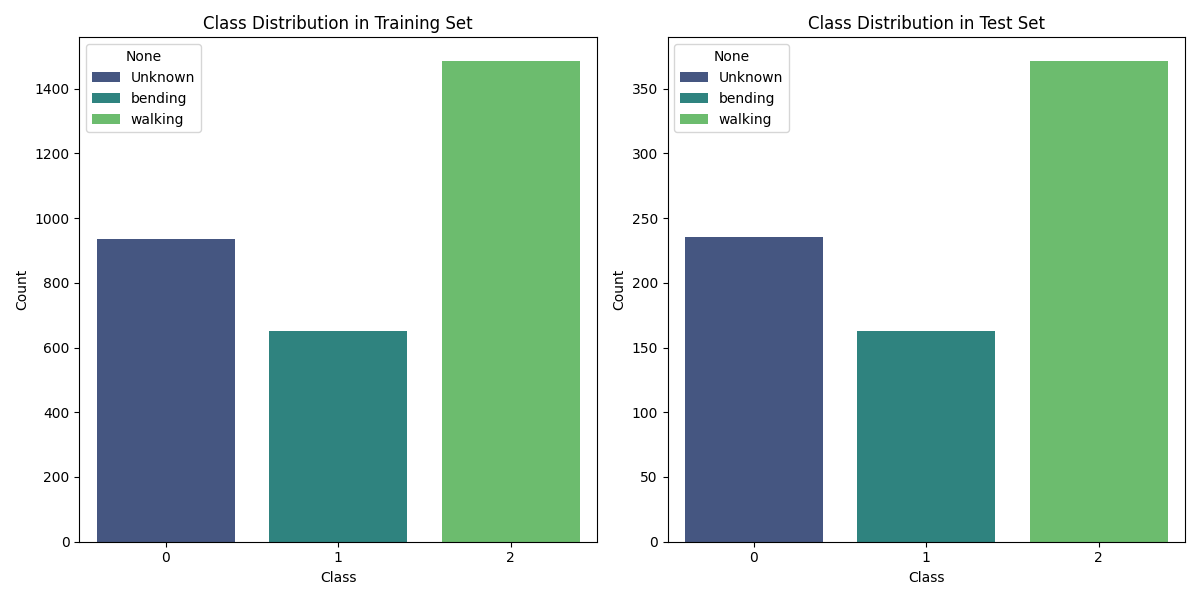 Class Distribution in Training Set
None
Unknown
bending
walking
1400
1200
1000
800
600
400
200
0
Count
0 1 2
Class
Class Distribution in Test Set
None
Unknown
bending
walking
350
300
250
200
150
100
50
0
Count
0 1 2
Class